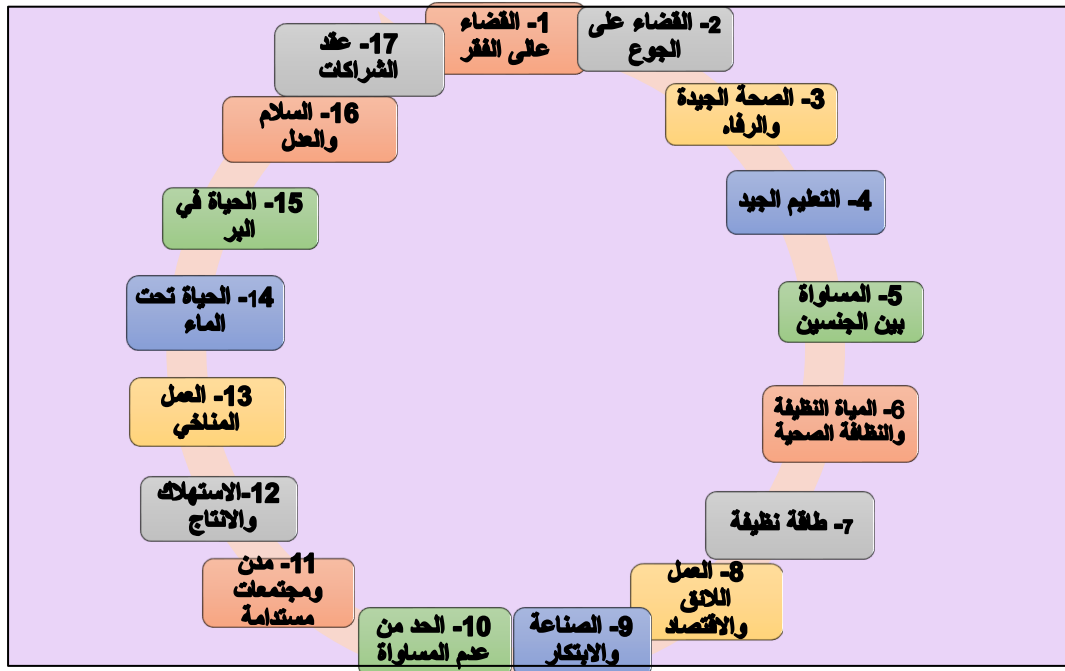 1- القضاء
عالى الفقر
2- القضاء على
الجوع
3- الصحة الجيدة
والرفاه
4- التعليم الجيد
5- المساواة
بين الجنسين
6- المياة النظيفة
والنظافة الصحية
7- طاقة نظيفة
8- العمل
اللائق
والاقتصاد
9- الصناعة
والابتكار
10- الحد من
عدم المساواة
11- مدن
ومجتمعات
مستدامة
12-الاستهلاك
والانتاج
13- العمل
المناخي
14- الحياة تحت
الماء
15- الحياة في
البر
16- السلام
والعدل
17- عقد
الشراكات